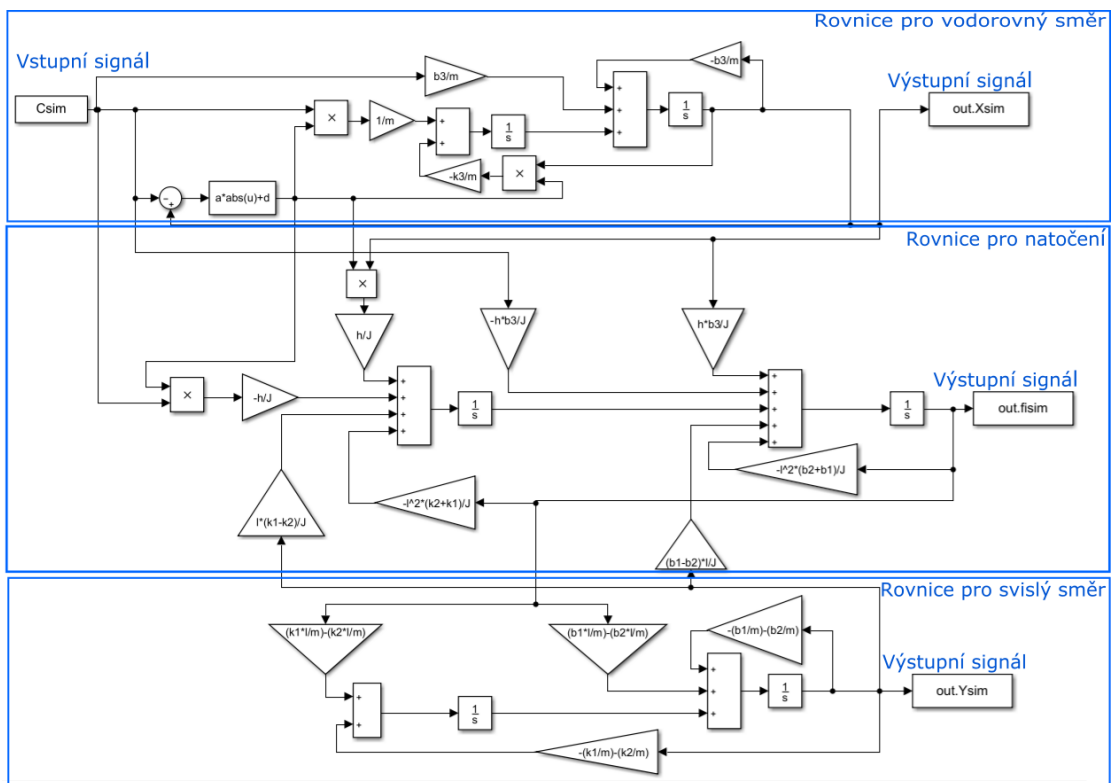 Rovnice pro vodorovný směr
Vstupní signál
Výstupní signál
Csim
b3/m
-b3/m
out.Xsim
×
1/m
+
+
1
s
+
+
+
1
s
-k3/m
×
-
+
a*abs(u)+d
Rovnice pro natočení
×
h/J
-h*b3/J
h*b3/J
Výstupní signál
×
-h/J
+
+
+
+
1
s
+
+
+
+
+
1
s
out.fisim
-l^2*(b2+b1)/J
-l^2*(k2+k1)/J
l*(k1-k2)/J
(b1-b2)*l/J
Rovnice pro svislý směr
(k1*l/m)-(k2*l/m)
(b1*l/m)-(b2*l/m)
-(b1/m)-(b2/m)
Výstupní signál
+
+
1
s
+
+
+
1
s
out.Ysim
-(k1/m)-(k2/m)